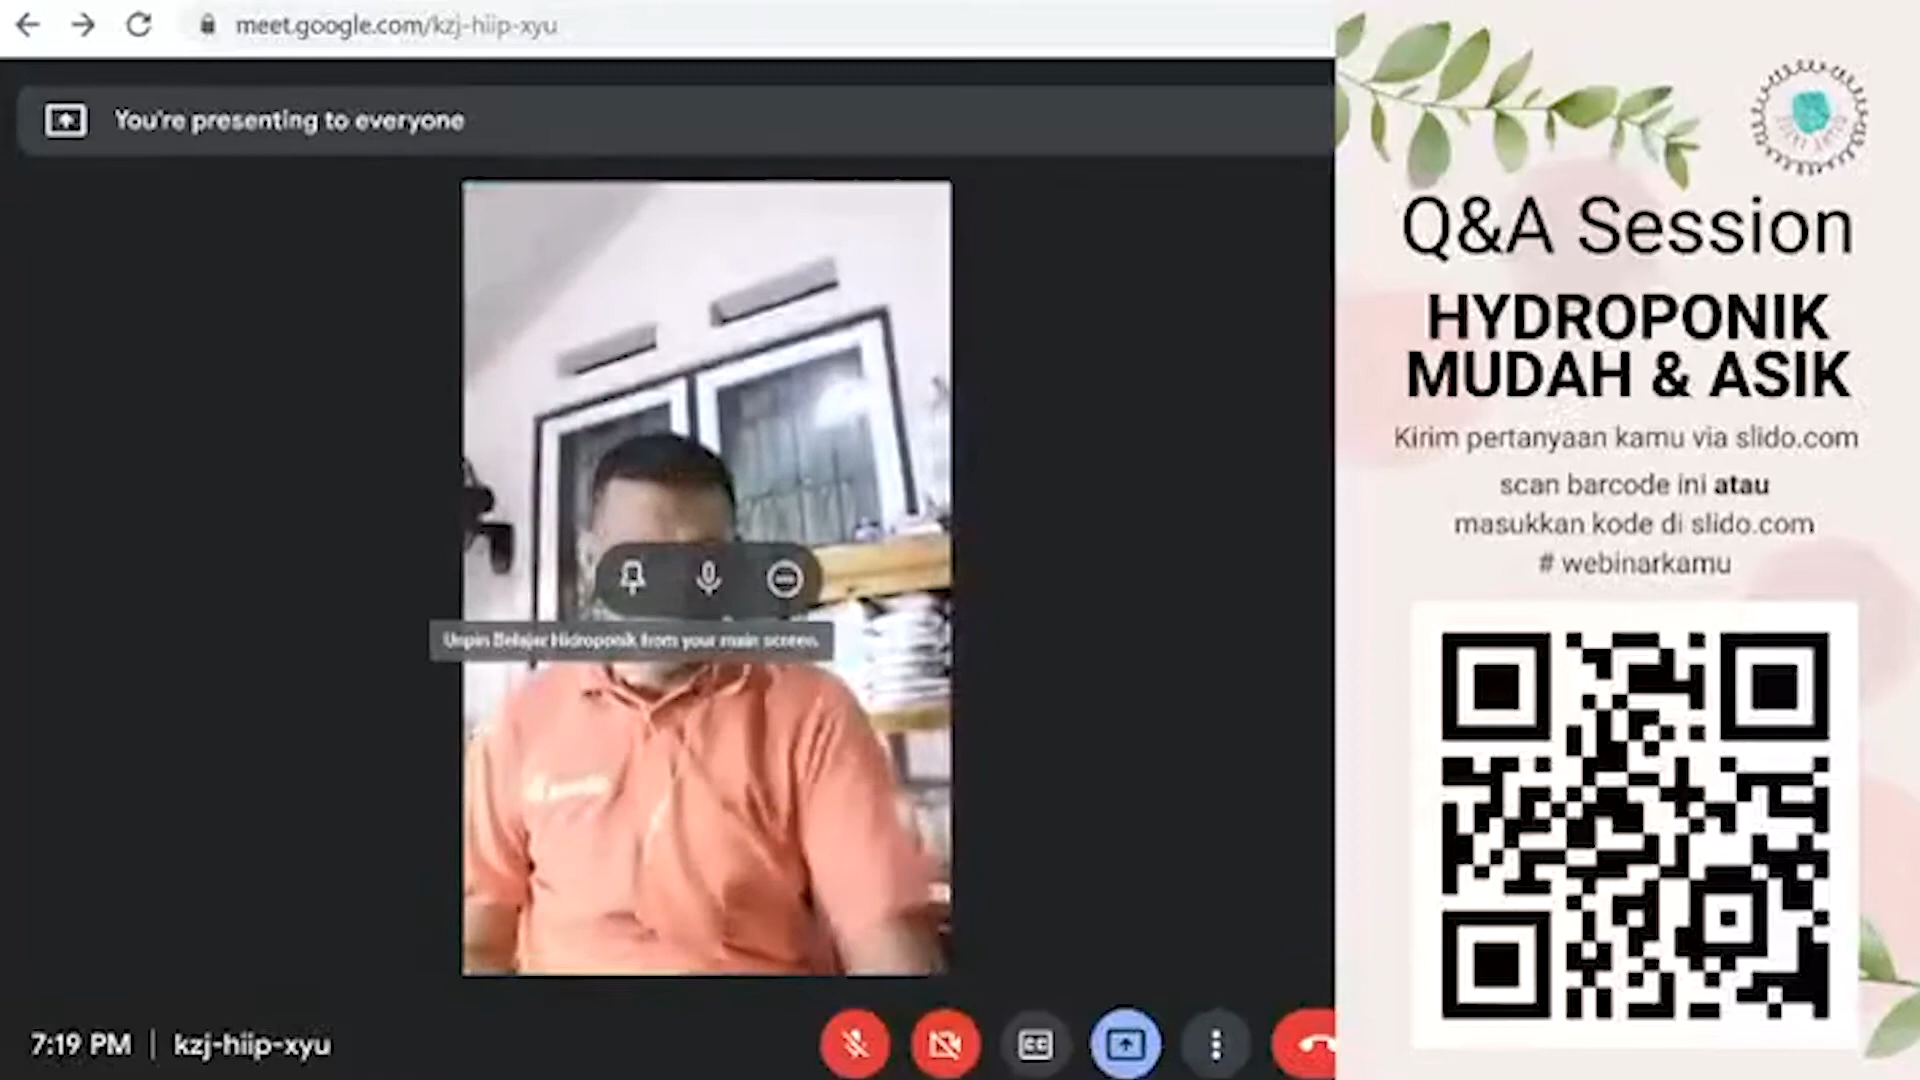 meet.google.com/kzj-hiip-xyu
You're presenting to everyone
Unpin Belajar Hidroponik from your main screen.
7:19 PM | kzj-hiip-xyu
Q&A Session
HYDROPONIK
MUDAH & ASIK
Kirim pertanyaan kamu via slido.com
scan barcode ini atau
masukkan kode di slido.com
# webinarkamu